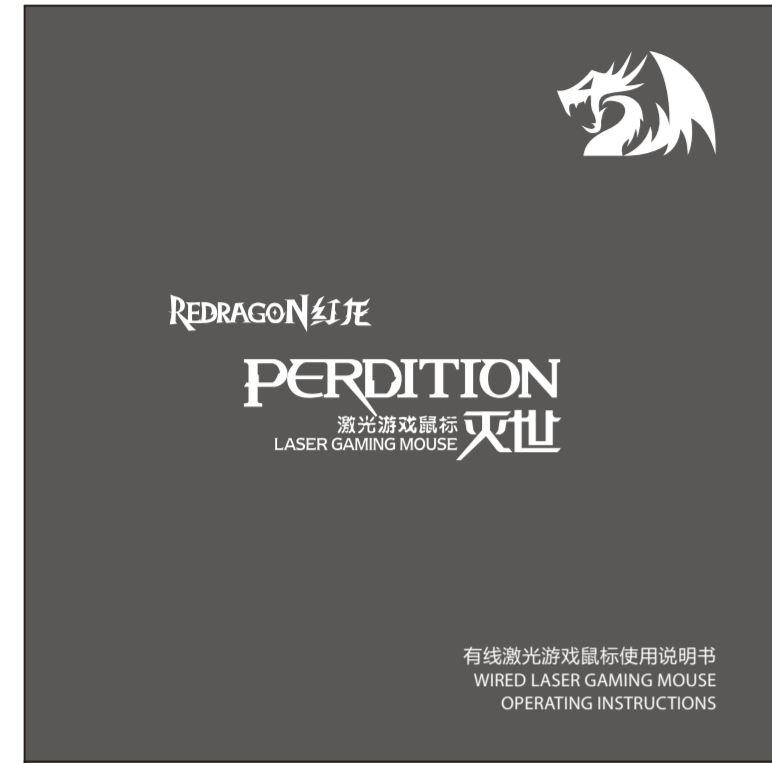 REDRAGON红龙
PERDITION
激光游戏鼠标 灭世
LASER GAMING MOUSE
有线激光游戏鼠标使用说明书
WIRED LASER GAMING MOUSE
OPERATING INSTRUCTIONS